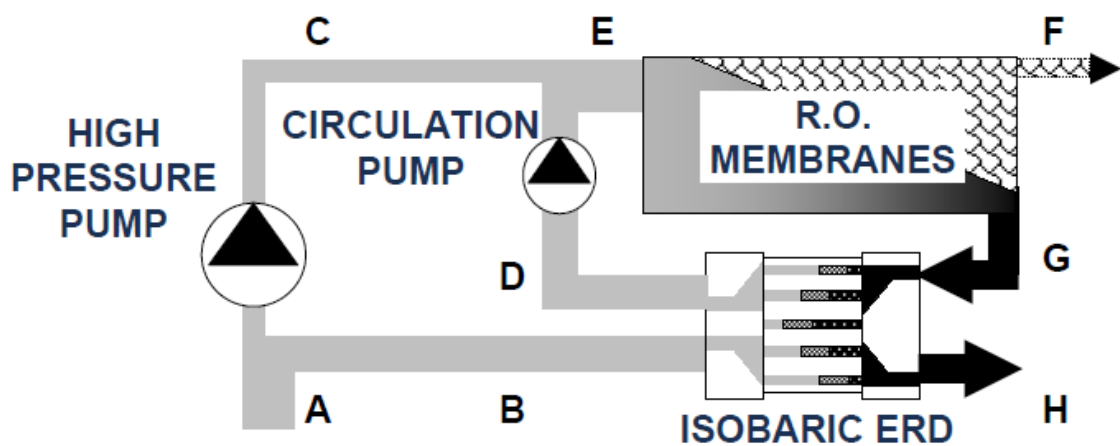 C
E
F
HIGH
PRESSURE
PUMP
CIRCULATION
PUMP
R.O.
MEMBRANES
D
G
A
B
H
ISOBARIC ERD